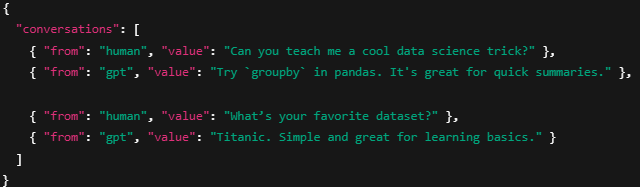 {
  "conversations": [
    { "from": "human", "value": "Can you teach me a cool data science trick?" },
    { "from": "gpt", "value": "Try `groupby` in pandas. It's great for quick summaries." },
    { "from": "human", "value": "What’s your favorite dataset?" },
    { "from": "gpt", "value": "Titanic. Simple and great for learning basics." }
  ]
}